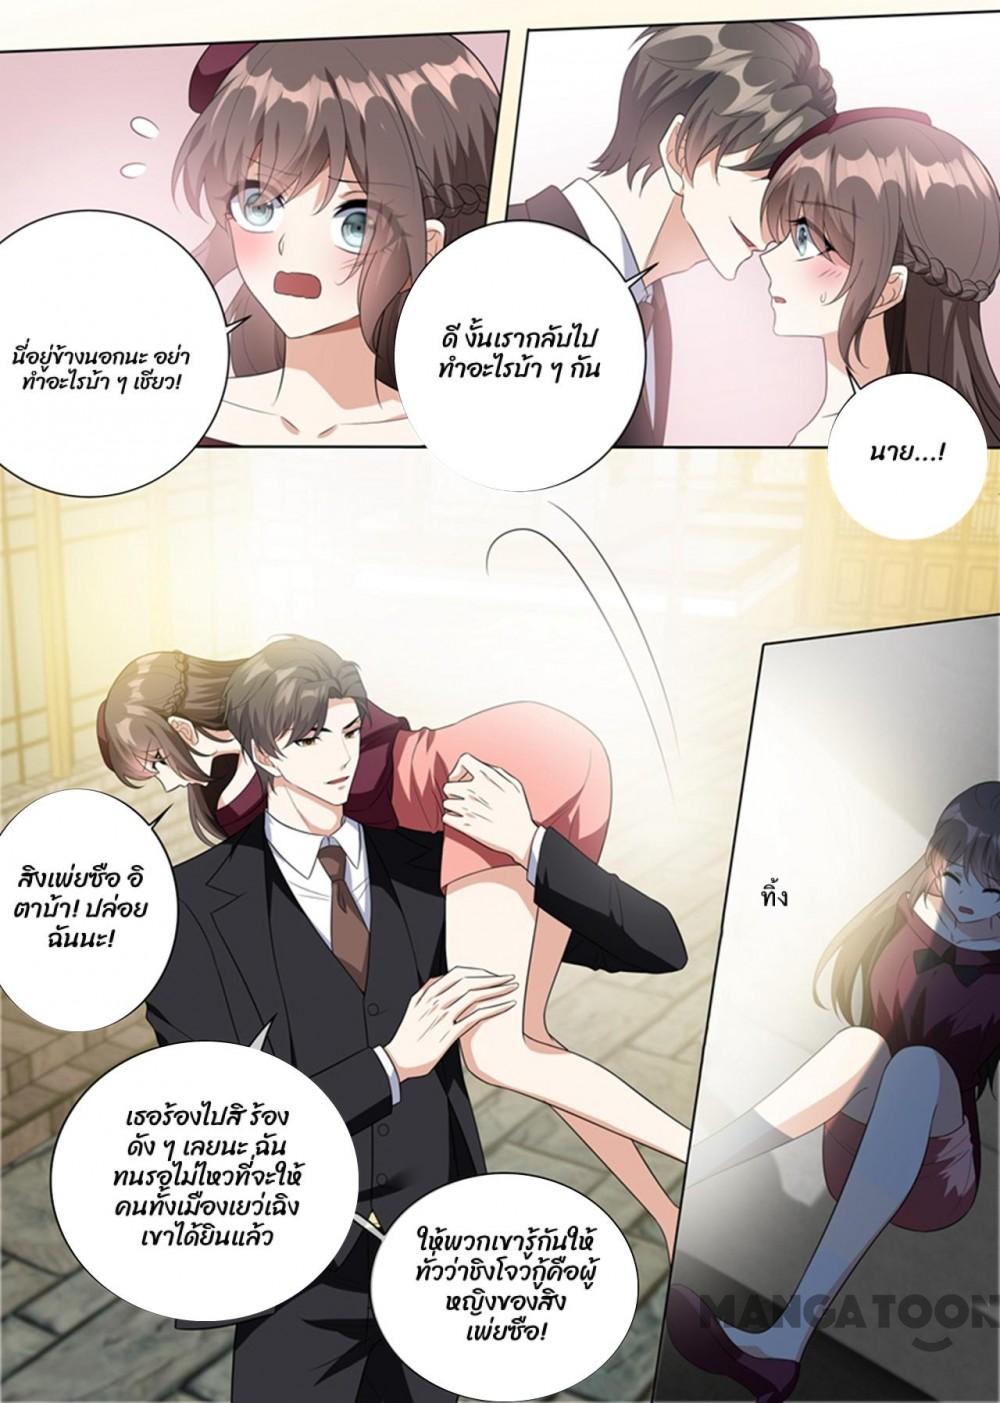 นี่อยู่ข้างนอกนะ อย่า
ทำอะไรบ้า ๆ เชียว!
ดี งั้นเรากลับไป
ทำอะไรบ้า ๆ กัน
นาย...!
สิงเพ่ยซือ อิ
ตาบ้า! ปล่อย
ฉันนะ!
ทิ้ง
เธอร้องไปสิ ร้อง
ดัง ๆ เลยนะ ฉัน
ทนรอไม่ไหวที่จะให้
คนทั้งเมืองเยว่เฉิง
เขาได้ยินแล้ว
ให้พวกเขารู้กันให้
ทั่วว่าชิงโจวกู้คือผู้
หญิงของสิง
เพ่ยซือ!
MANGATOON